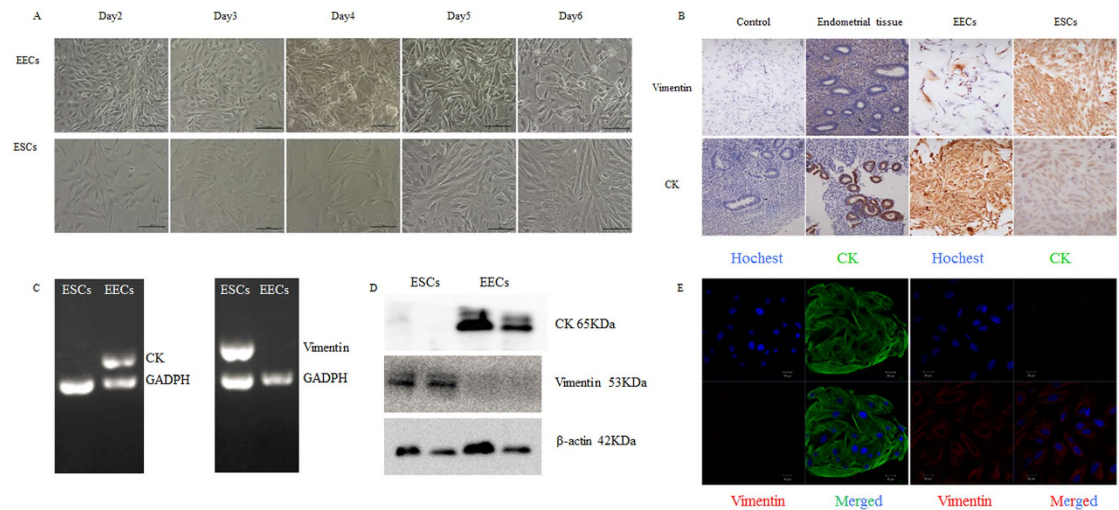 A
Day2
Day3
Day4
Day5
Day6
EECs
ESCs
B
Control
Endometrial tissue
EECs
ESCs
Vimentin
CK
C
ESCs EECs
CK
GADPH
ESCs EECs
Vimentin
GADPH
D
ESCs
EECs
CK 65KDa
Vimentin 53KDa
β-actin 42KDa
Hochest
CK
Hochest
CK
E
Vimentin
Merged
Vimentin
Merged